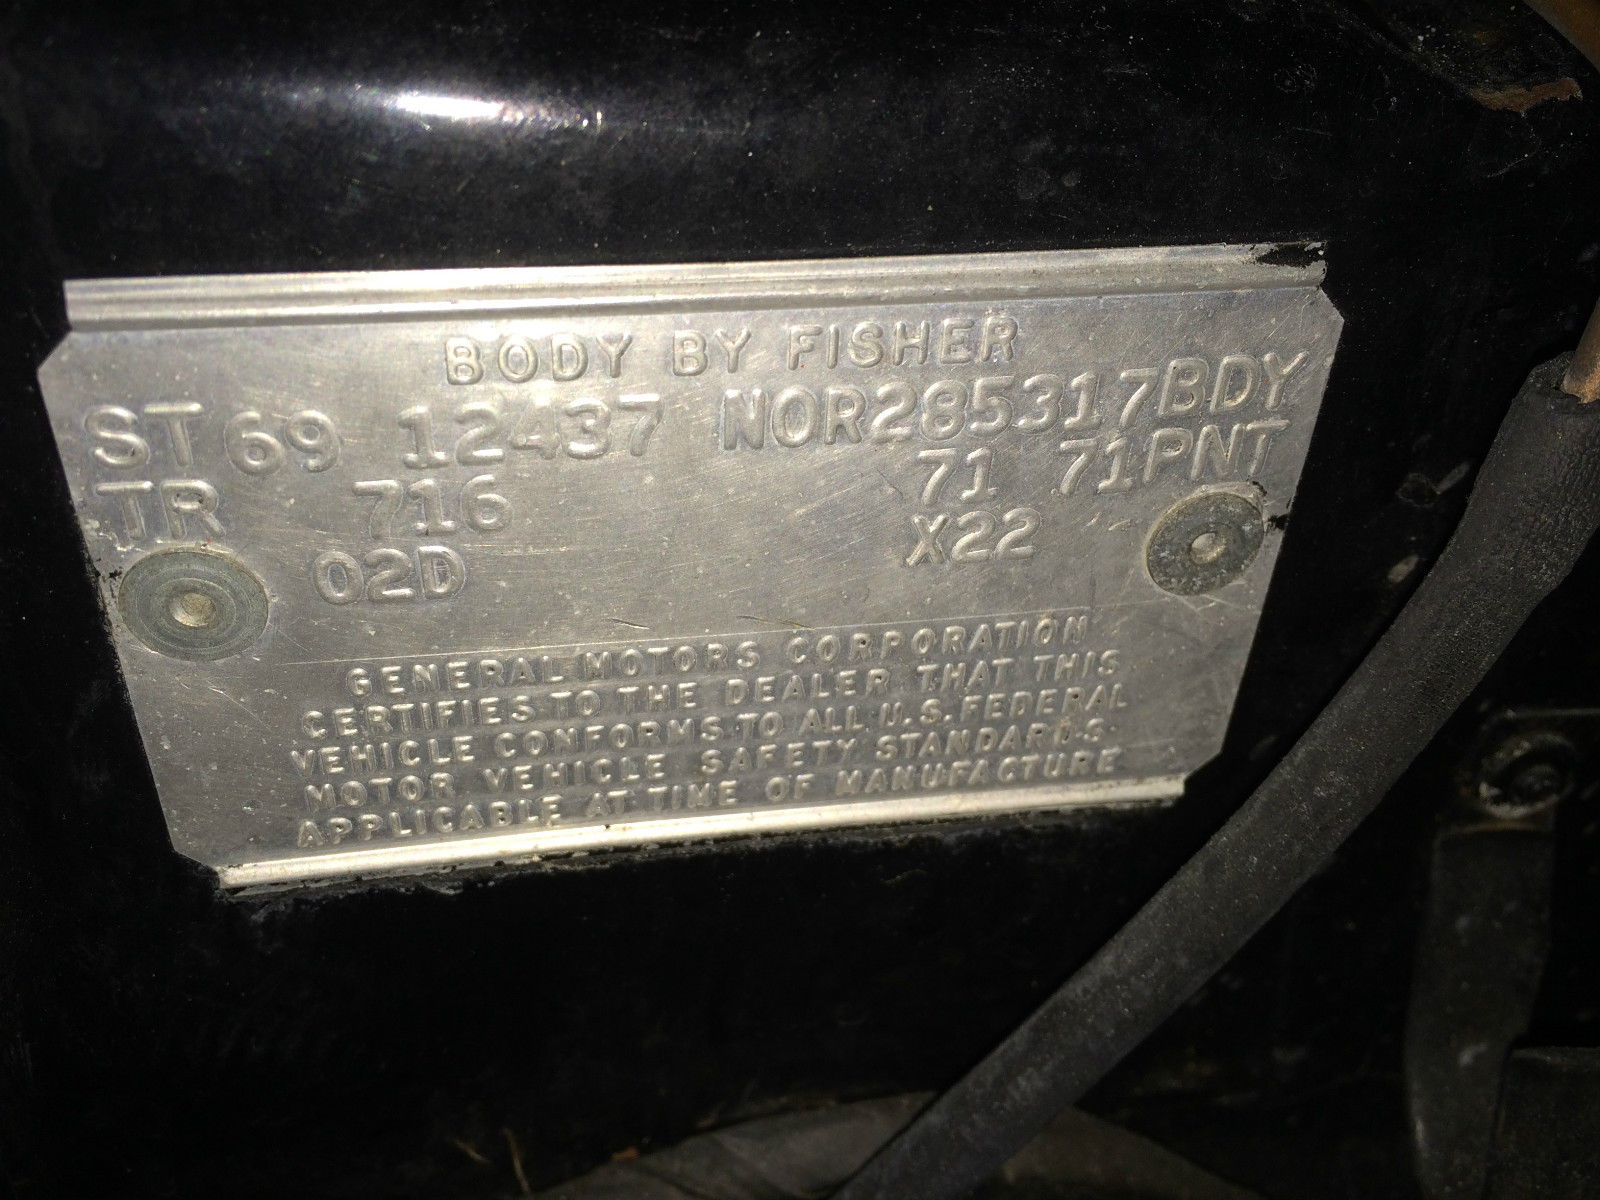 BODY BY FISHER
ST 69 12437 NOR285317BDY
TR 716 71 71PNT
02D X22
GENERAL MOTORS CORPORATION
CERTIFIES TO THE DEALER THAT THIS
VEHICLE CONFORMS TO ALL U.S. FEDERAL
MOTOR VEHICLE SAFETY STANDARDS
APPLICABLE AT TIME OF MANUFACTURE